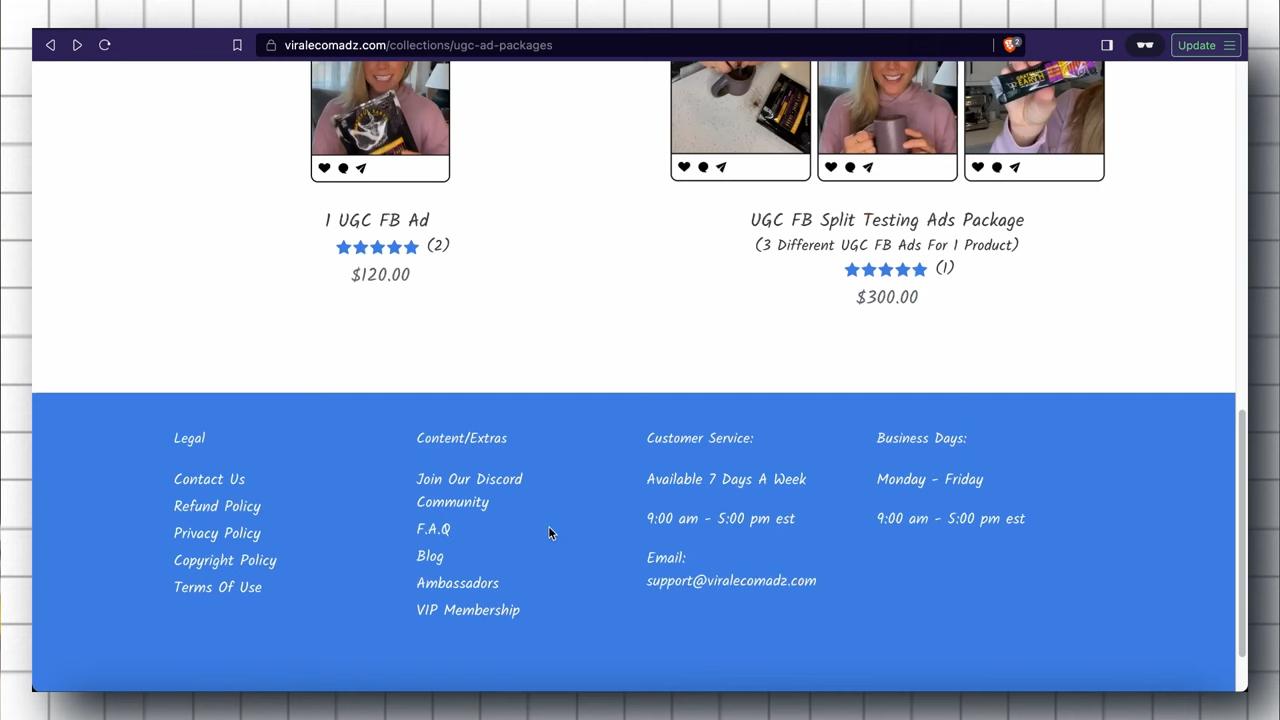 viralecomadz.com/collections/ugc-ad-packages
2
Update
1 UGC FB Ad
(2)
$120.00
UGC FB Split Testing Ads Package
(3 Different UGC FB Ads For 1 Product)
(1)
$300.00
Legal
Contact Us
Refund Policy
Privacy Policy
Copyright Policy
Terms Of Use
Content/Extras
Join Our Discord
Community
F.A.Q
Blog
Ambassadors
VIP Membership
Customer Service:
Available 7 Days A Week
9:00 am - 5:00 pm est
Email:
support@viralecomadz.com
Business Days:
Monday - Friday
9:00 am - 5:00 pm est